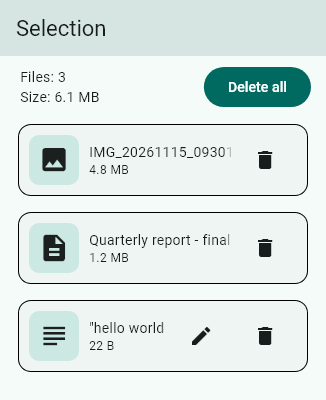 Selection
Files: 3
Size: 6.1 MB
Delete all
IMG_20261115_09301
4.8 MB
Quarterly report - final
1.2 MB
"hello world
22 B